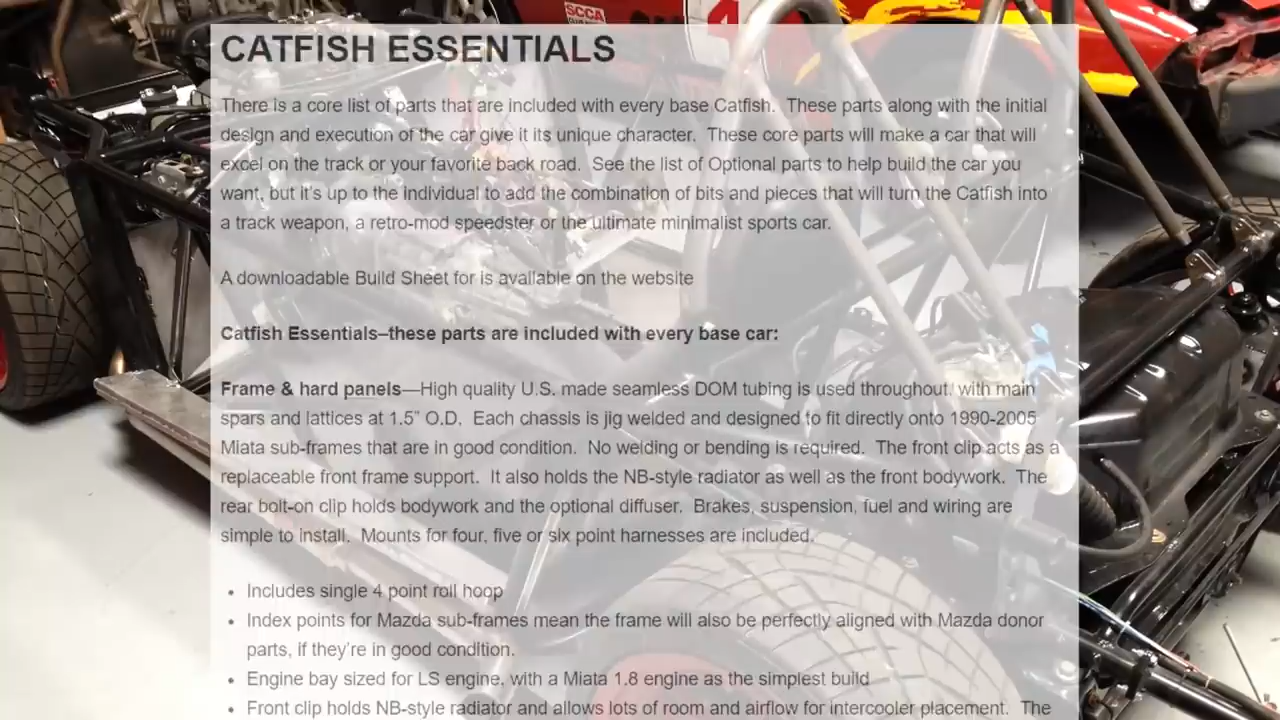 SCCA
CATFISH ESSENTIALS
There is a core list of parts that are included with every base Catfish. These parts along with the initial
design and execution of the car give it its unique character. These core parts will make a car that will
excel on the track or your favorite back road. See the list of Optional parts to help build the car you
want, but it's up to the individual to add the combination of bits and pieces that will turn the Catfish into
a track weapon, a retro-mod speedster or the ultimate minimalist sports car.
A downloadable Build Sheet for is available on the website
Catfish Essentials–these parts are included with every base car:
Frame & hard panels—High quality U.S. made seamless DOM tubing is used throughout, with main
spars and lattices at 1.5" O.D. Each chassis is jig welded and designed to fit directly onto 1990-2005
Miata sub-frames that are in good condition. No welding or bending is required. The front clip acts as a
replaceable front frame support. It also holds the NB-style radiator as well as the front bodywork. The
rear bolt-on clip holds bodywork and the optional diffuser. Brakes, suspension, fuel and wiring are
simple to install. Mounts for four, five or six point harnesses are included.
• Includes single 4 point roll hoop
• Index points for Mazda sub-frames mean the frame will also be perfectly aligned with Mazda donor
parts, if they're in good condition.
• Engine bay sized for LS engine, with a Miata 1.8 engine as the simplest build
• Front clip holds NB-style radiator and allows lots of room and airflow for intercooler placement. The